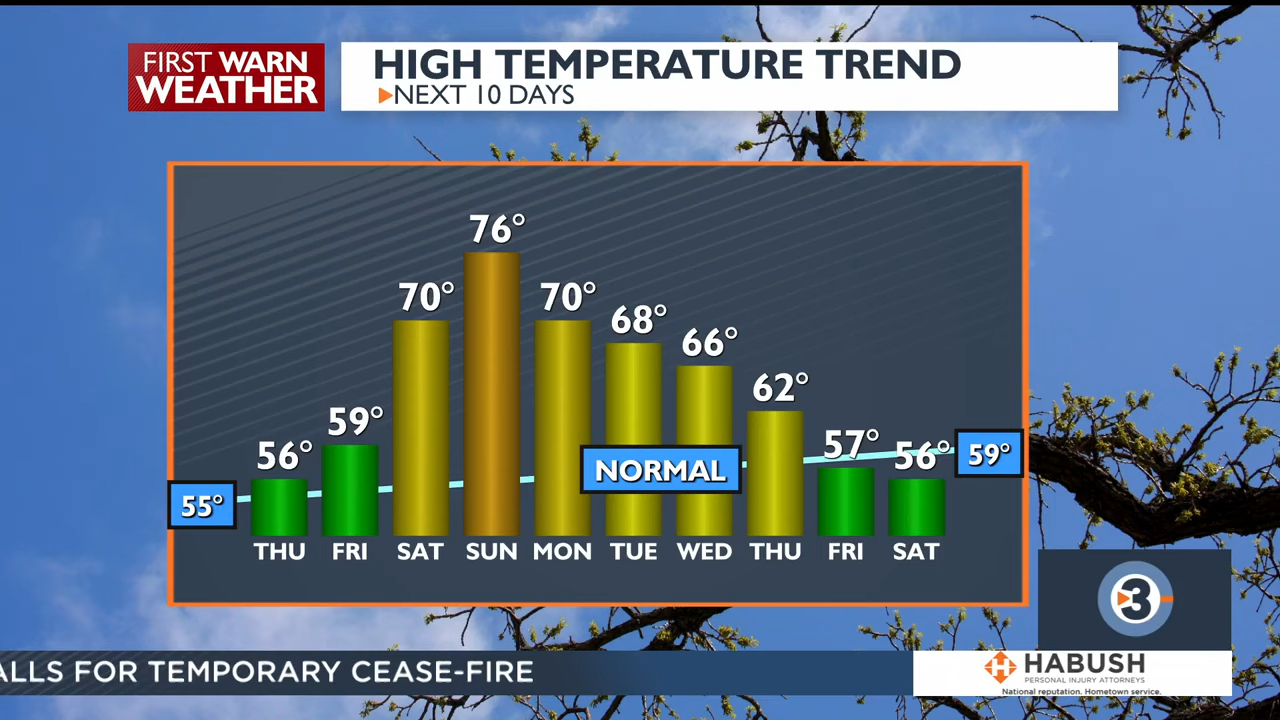 FIRST WARN
WEATHER
HIGH TEMPERATURE TREND
NEXT 10 DAYS
76°
70° 70°
68°
66°
62°
59°
56° 57° 56°
59°
NORMAL
55°
THU FRI SAT SUN MON TUE WED THU FRI SAT
3
ALLS FOR TEMPORARY CEASE-FIRE
HABUSH
PERSONAL INJURY ATTORNEYS
National reputation. Hometown service.